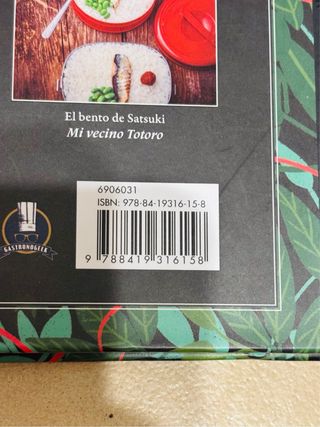 El bento de Satsuki
Mi vecino Totoro
6906031
ISBN: 978-84-19316-15-8
9 788419 316158
GASTRONOGEEK